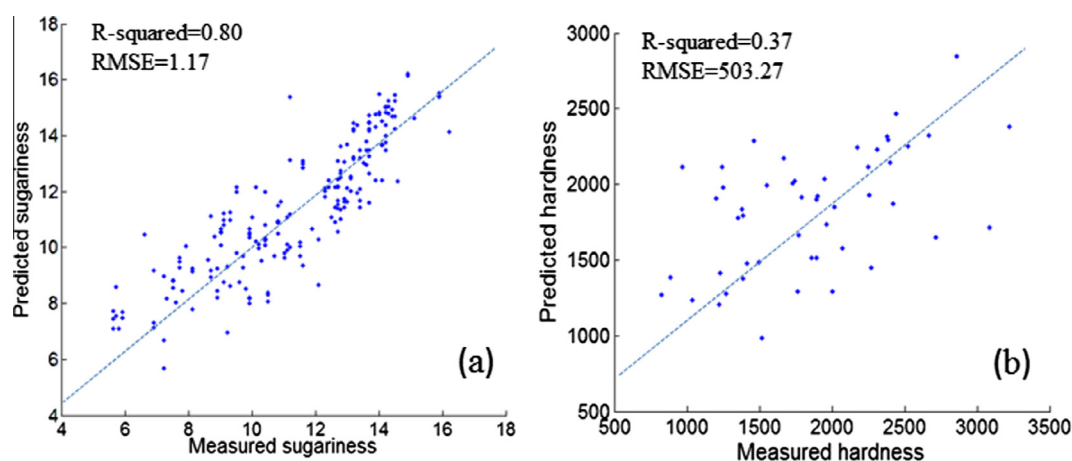 R-squared=0.80
RMSE=1.17
18
16
14
12
10
8
6
4
4
6
8
10
12
14
16
18
Predicted sugariness
Measured sugariness
(a)
R-squared=0.37
RMSE=503.27
3000
2500
2000
1500
1000
500
500
1000
1500
2000
2500
3000
3500
Predicted hardness
Measured hardness
(b)